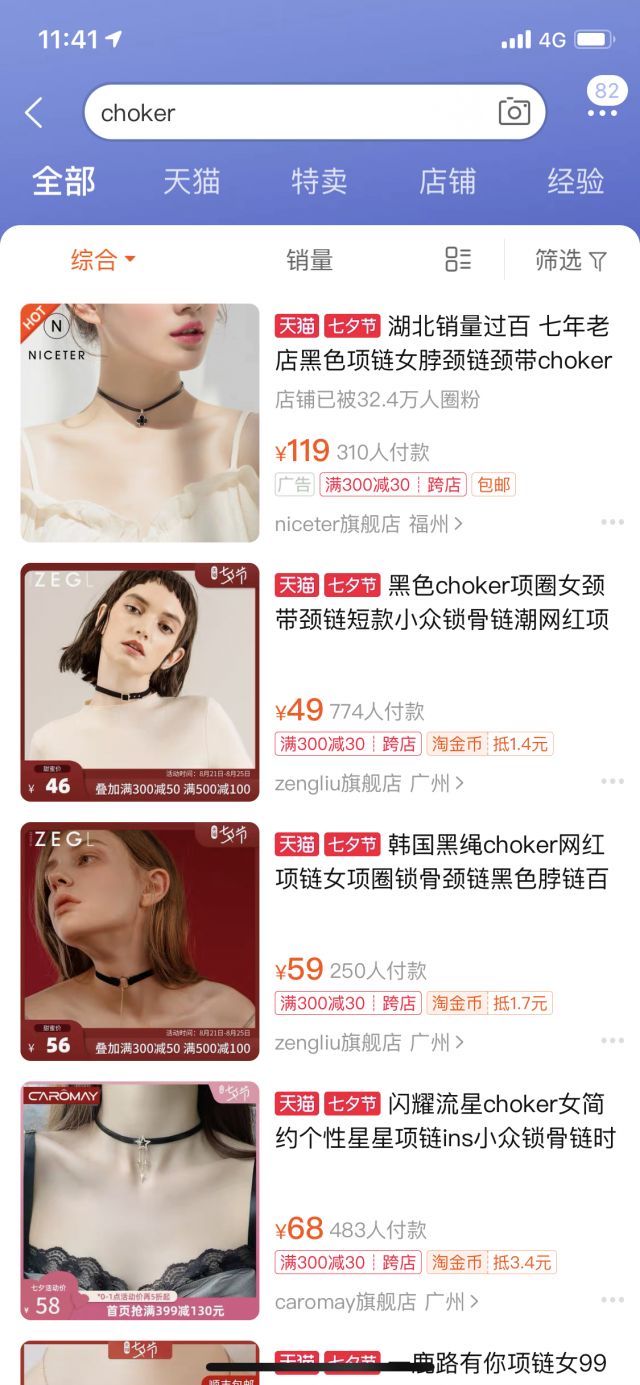 11:41
4G
82
choker
全部
天猫
特卖
店铺
经验
综合
销量
筛选
HOT
N
NICETER
天猫 七夕节 湖北销量过百 七年老
店黑色项链女脖颈链颈带choker
店铺已被32.4万人圈粉
¥119 310人付款
广告 满300减30 跨店 包邮
niceter旗舰店 福州
ZEGL
七夕节
甜蜜价
¥ 46
活动时间：8月21日-8月25日
叠加满300减50 满500减100
天猫 七夕节 黑色choker项圈女颈
带颈链短款小众锁骨链潮网红项
¥49 774人付款
满300减30 跨店 淘金币 抵1.4元
zengliu旗舰店 广州
ZEGL
七夕节
甜蜜价
¥ 56
活动时间：8月21日-8月25日
叠加满300减50 满500减100
天猫 七夕节 韩国黑绳choker网红
项链女项圈锁骨颈链黑色脖链百
¥59 250人付款
满300减30 跨店 淘金币 抵1.7元
zengliu旗舰店 广州
CARŌMAY
七夕节
七夕活动价
¥ 58
*0-1点活动价再5折起
首页抢满399减130元
天猫 七夕节 闪耀流星choker女简
约个性星星项链ins小众锁骨链时
¥68 483人付款
满300减30 跨店 淘金币 抵3.4元
caromay旗舰店 广州
七夕节
顺丰包邮
天猫 七夕节 一鹿路有你项链女99